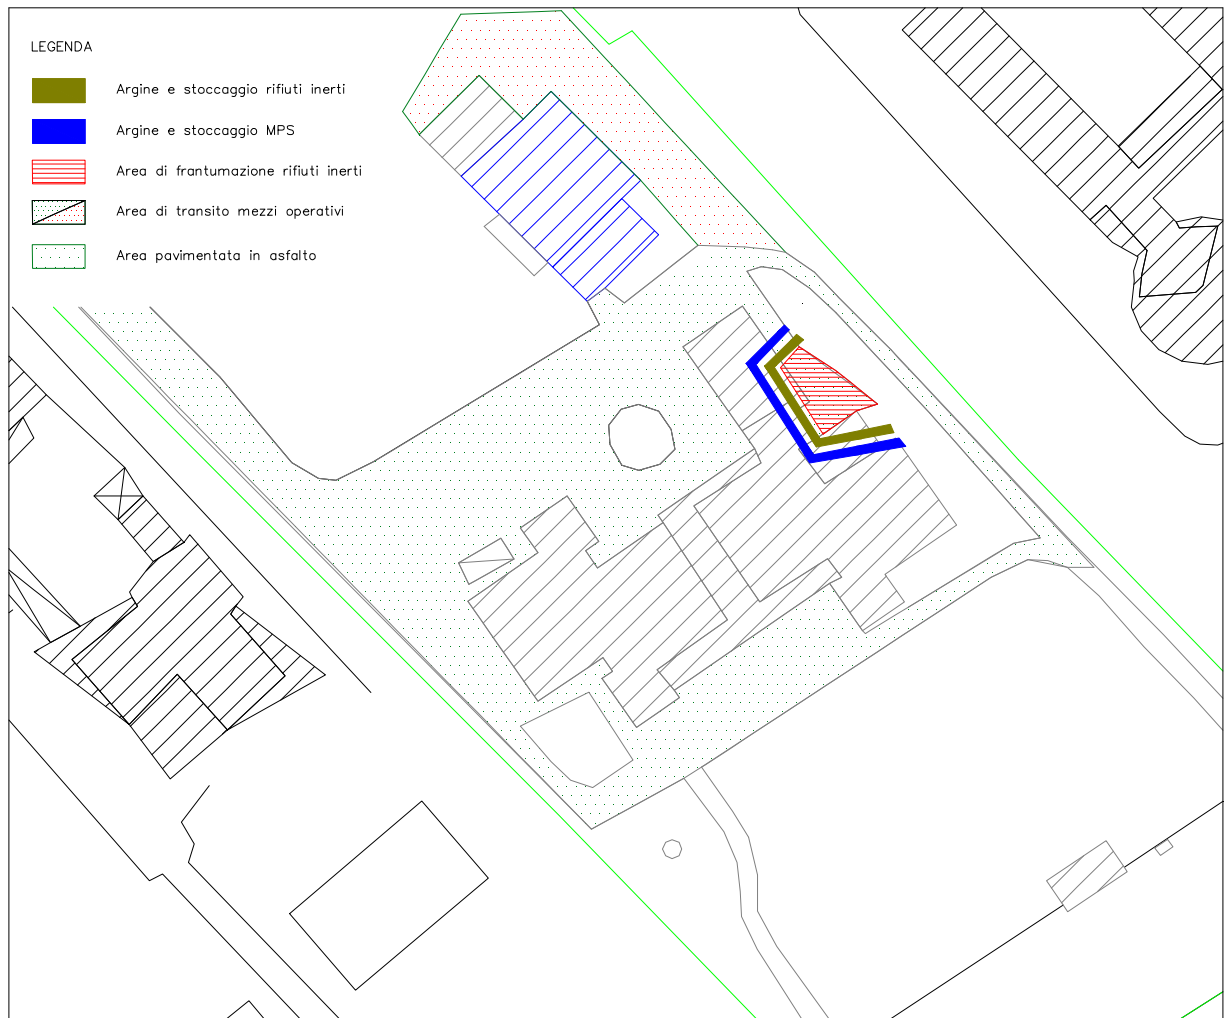 LEGENDA
Argine e stoccaggio rifiuti inerti
Argine e stoccaggio MPS
Area di frantumazione rifiuti inerti
Area di transito mezzi operativi
Area pavimentata in asfalto